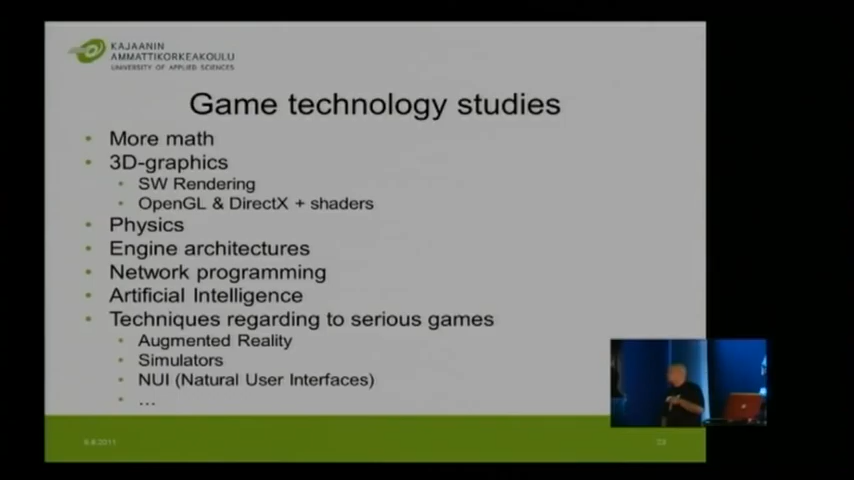 KAJAANIN
AMMATTIKORKEAKOULU
UNIVERSITY OF APPLIED SCIENCES
Game technology studies
• More math
• 3D-graphics
• SW Rendering
• OpenGL & DirectX + shaders
• Physics
• Engine architectures
• Network programming
• Artificial Intelligence
• Techniques regarding to serious games
• Augmented Reality
• Simulators
• NUI (Natural User Interfaces)
• ...